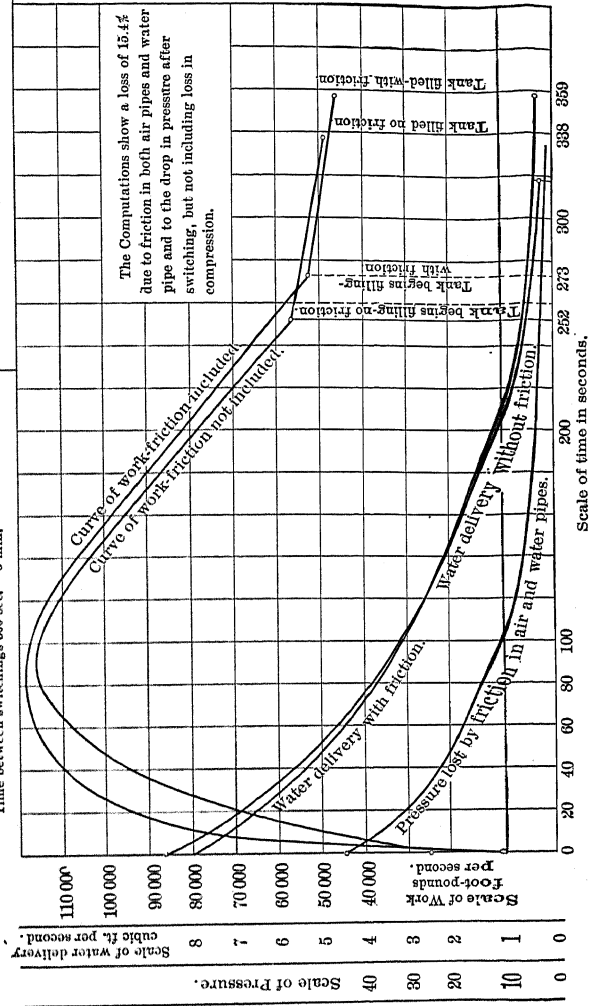 The Computations show a loss of 15.4%
due to friction in both air pipes and water
pipe and to the drop in pressure after
switching, but not including loss in
compression.
Tank filled-with friction
Tank filled no friction
Tank begins filling-
with friction
Tank begins filling-no friction.
Curve of work-friction included
Curve of work-friction not included.
Water delivery without friction.
Water delivery with friction.
Pressure lost by friction in air and water pipes.
359
338
300
273
252
200
100
80
60
40
20
0
Scale of time in seconds.
110 000
100 000
90 000
80 000
70 000
60 000
50 000
40 000
Scale of Work
foot-pounds
per second.
Scale of water delivery
cubic ft. per second.
8
7
6
5
4
3
2
1
0
Scale of Pressure.
40
30
20
10
0